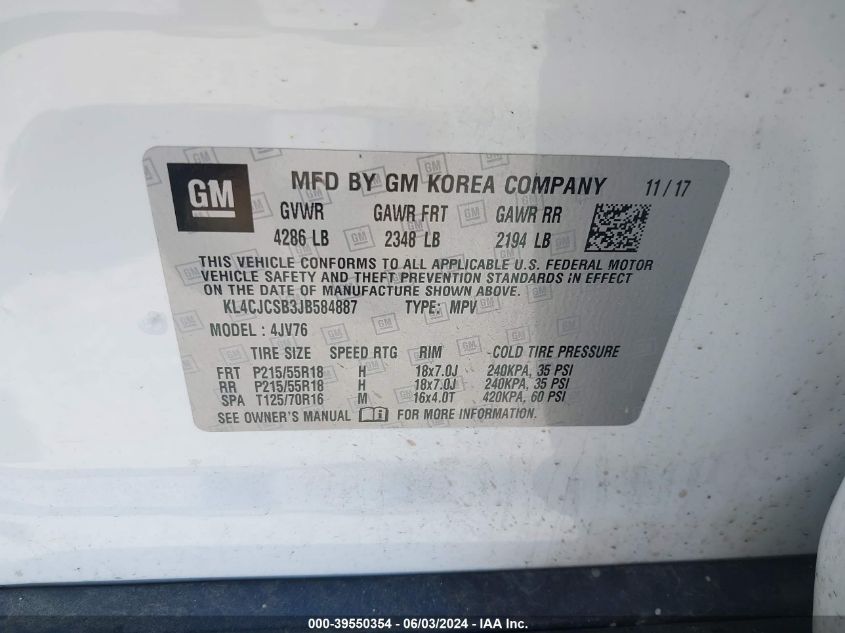 GM MFD BY GM KOREA COMPANY 11/17
GVWR GAWR FRT GAWR RR
4286 LB 2348 LB 2194 LB
THIS VEHICLE CONFORMS TO ALL APPLICABLE U.S. FEDERAL MOTOR
VEHICLE SAFETY AND THEFT PREVENTION STANDARDS IN EFFECT
ON THE DATE OF MANUFACTURE SHOWN ABOVE.
KL4CJCSB3JB584887 TYPE: MPV
MODEL : 4JV76
TIRE SIZE SPEED RTG RIM COLD TIRE PRESSURE
FRT P215/55R18 H 18x7.0J 240KPA, 35 PSI
RR P215/55R18 H 18x7.0J 240KPA, 35 PSI
SPA T125/70R16 M 16x4.0T 420KPA, 60 PSI
SEE OWNER'S MANUAL FOR MORE INFORMATION.
000-39550354 - 06/03/2024 - IAA Inc.